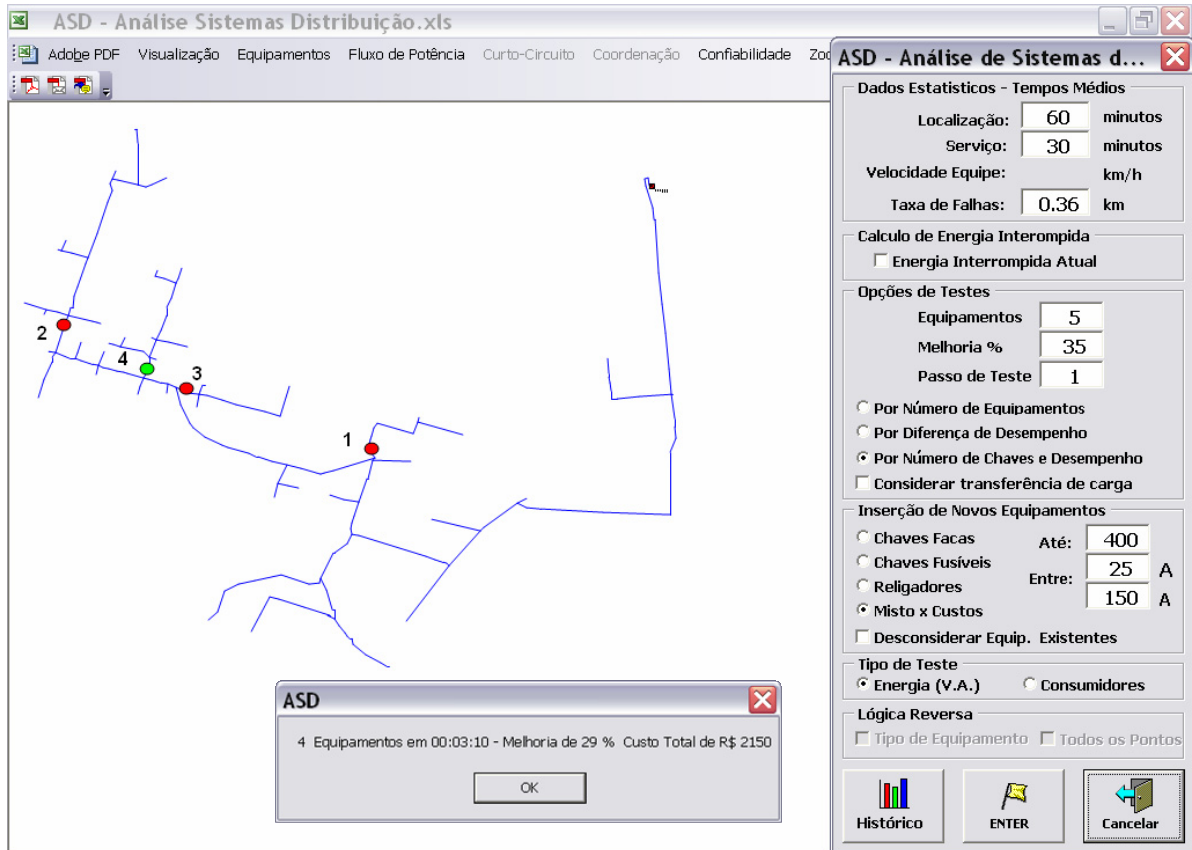 ASD - Análise Sistemas Distribuição.xls
Adobe PDF Visualização Equipamentos Fluxo de Potência Curto-Circuito Coordenação Confiabilidade Zoo
2
4
3
1
ASD
4 Equipamentos em 00:03:10 - Melhoria de 29 % Custo Total de R$ 2150
OK
ASD - Análise de Sistemas d...
Dados Estatisticos - Tempos Médios
Localização: 60 minutos
Serviço: 30 minutos
Velocidade Equipe: km/h
Taxa de Falhas: 0.36 km
Calculo de Energia Interompida
Energia Interrompida Atual
Opções de Testes
Equipamentos 5
Melhoria % 35
Passo de Teste 1
Por Número de Equipamentos
Por Diferença de Desempenho
Por Número de Chaves e Desempenho
Considerar transferência de carga
Inserção de Novos Equipamentos
Chaves Facas Até: 400
Chaves Fusíveis Entre: 25 A
Religadores 150 A
Misto x Custos
Desconsiderar Equip. Existentes
Tipo de Teste
Energia (V.A.) Consumidores
Lógica Reversa
Tipo de Equipamento Todos os Pontos
Histórico ENTER Cancelar